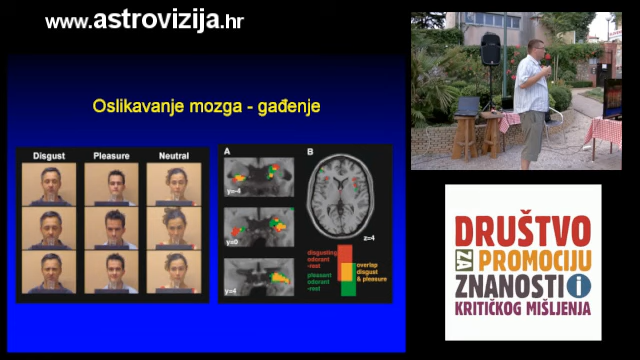 www.astrovizija.hr
Oslikavanje mozga - gađenje
Disgust Pleasure Neutral
A
y=-4
y=0
y=4
B
z=4
disgusting
odorant
-rest
pleasant
odorant
-rest
overlap
disgust
& pleasure
DRUŠTVO
ZA PROMOCIJU
ZNANOSTI i
KRITIČKOG MIŠLJENJA